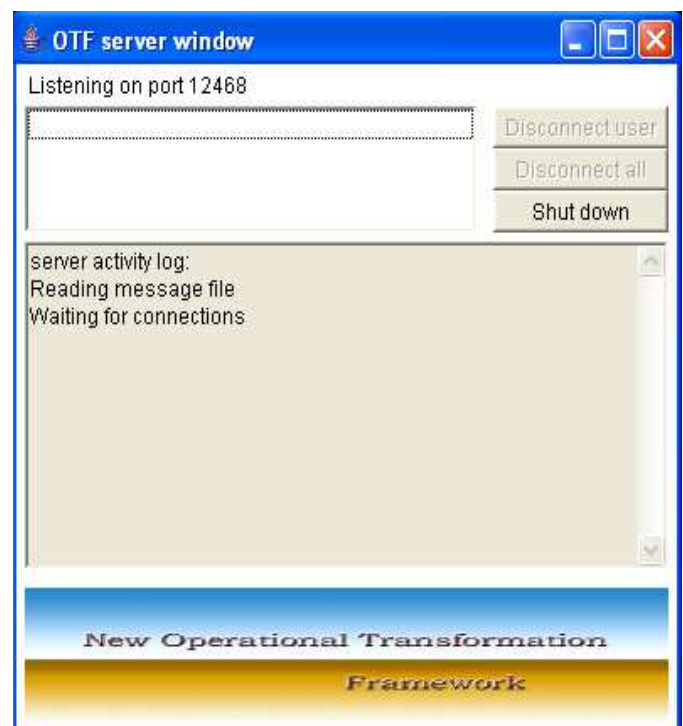 OTF server window
Listening on port 12468
Disconnect user
Disconnect all
Shut down
server activity log:
Reading message file
Waiting for connections
New Operational Transformation
Framework